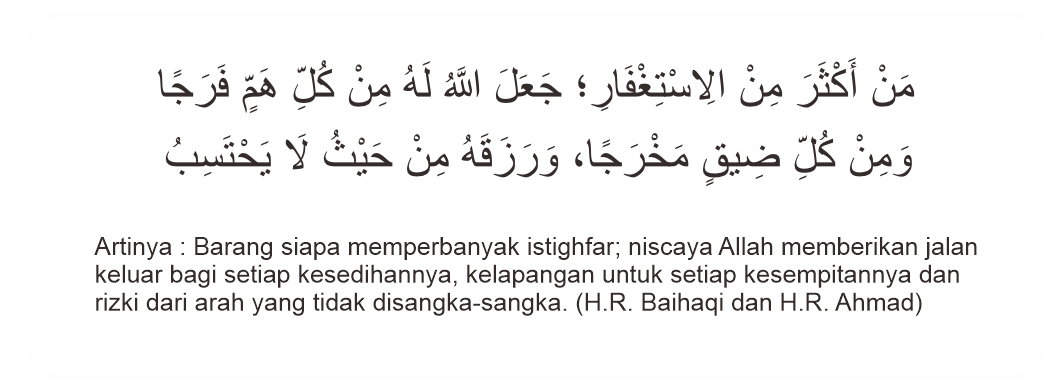 مَنْ أَكْثَرَ مِنْ الِاسْتِغْفَارِ؛ جَعَلَ اللَّهُ لَهُ مِنْ كُلِّ هَمٍّ فَرَجًا
وَمِنْ كُلِّ ضِيقٍ مَخْرَجًا، وَرَزَقَهُ مِنْ حَيْثُ لَا يَحْتَسِبُ
Artinya : Barang siapa memperbanyak istighfar; niscaya Allah memberikan jalan
keluar bagi setiap kesedihannya, kelapangan untuk setiap kesempitannya dan
rizki dari arah yang tidak disangka-sangka. (H.R. Baihaqi dan H.R. Ahmad)